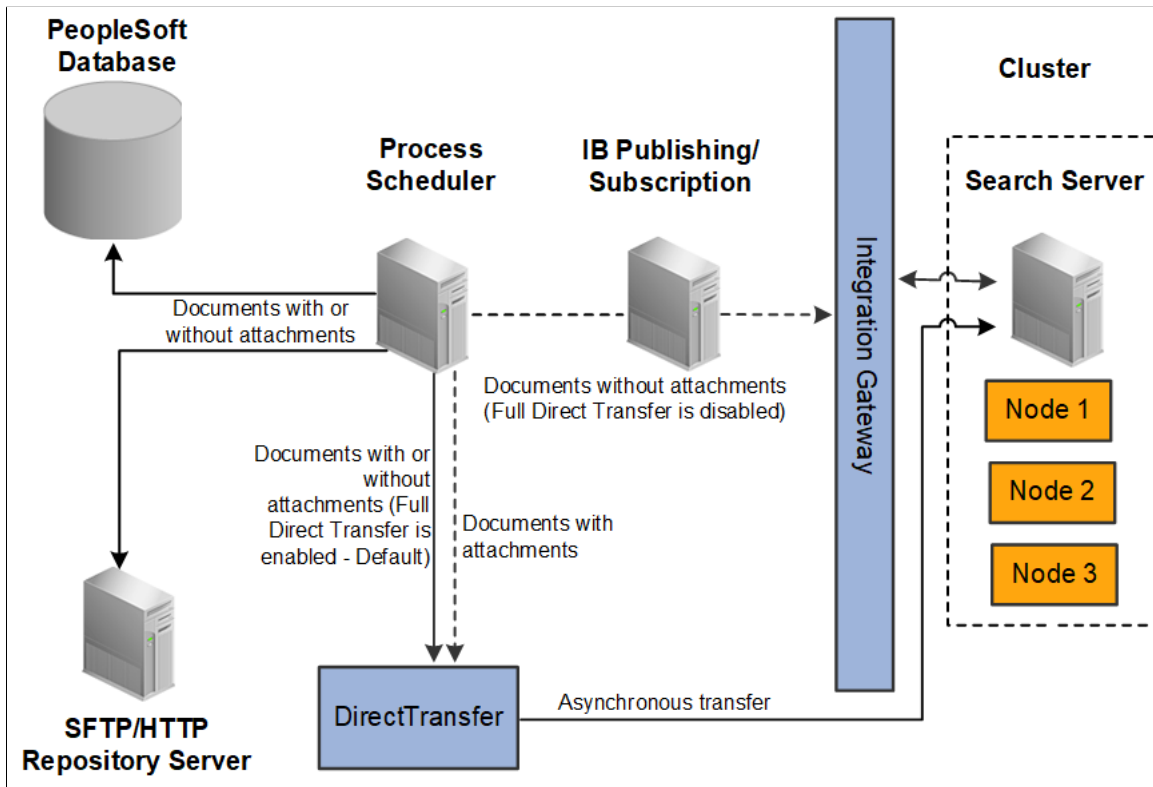 PeopleSoft
Database
Process
Scheduler
IB Publishing/
Subscription
Cluster
Search Server
Integration Gateway
Documents with or
without attachments
Documents without attachments
(Full Direct Transfer is disabled)
Documents with or
without
attachments (Full
Direct Transfer is
enabled - Default)
Documents with
attachments
Node 1
Node 2
Node 3
SFTP/HTTP
Repository Server
DirectTransfer
Asynchronous transfer